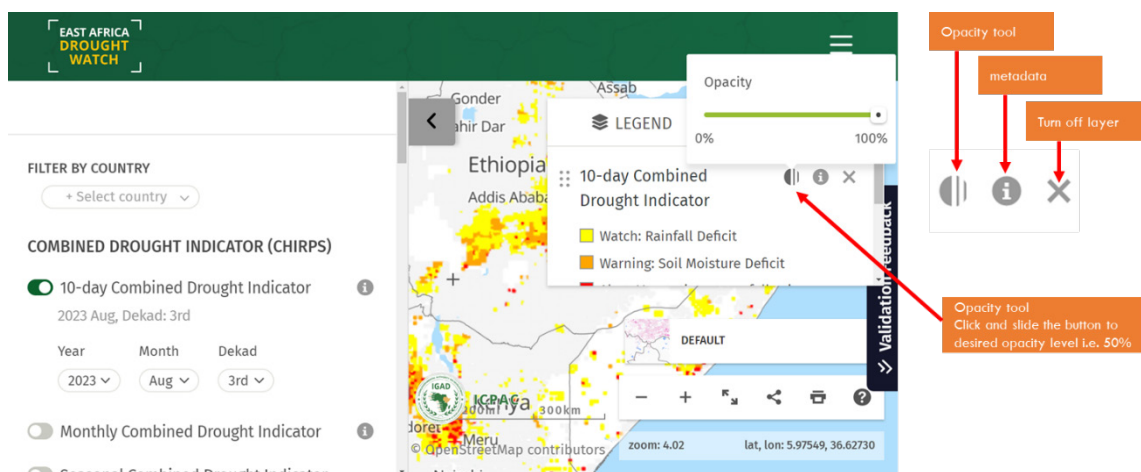 EAST AFRICA
DROUGHT
WATCH
FILTER BY COUNTRY
+ Select country
COMBINED DROUGHT INDICATOR (CHIRPS)
10-day Combined Drought Indicator
2023 Aug, Dekad: 3rd
Year Month Dekad
2023 Aug 3rd
Monthly Combined Drought Indicator
Gonder
Assab
hir Dar
Ethiopia
Addis Ababa
IGAD
ICPAC
300km
Meru
© OpenStreetMap contributors
Opacity
0% 100%
LEGEND
10-day Combined
Drought Indicator
Watch: Rainfall Deficit
Warning: Soil Moisture Deficit
DEFAULT
zoom: 4.02 lat, lon: 5.97549, 36.62730
Validation Feedback
Opacity tool
metadata
Turn off layer
Opacity tool
Click and slide the button to
desired opacity level i.e. 50%